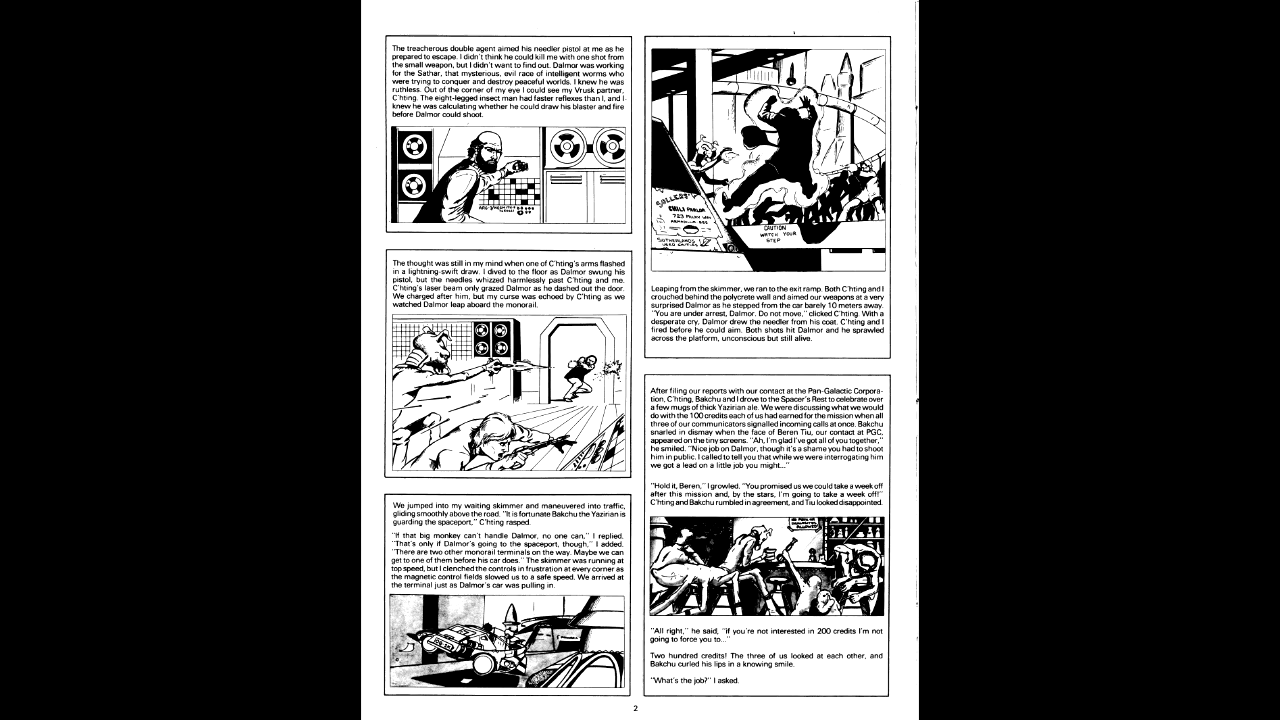 The treacherous double agent aimed his needler pistol at me as he
prepared to escape. I didn't think he could kill me with one shot from
the small weapon, but I didn't want to find out. Dalmor was working
for the Sathar, that mysterious, evil race of intelligent worms who
were trying to conquer and destroy peaceful worlds. I knew he was
ruthless. Out of the corner of my eye I could see my Vrusk partner,
C'hting. The eight-legged insect man had faster reflexes than I, and I
knew he was calculating whether he could draw his blaster and fire
before Dalmor could shoot.
The thought was still in my mind when one of C'hting's arms flashed
in a lightning-swift draw. I dived to the floor as Dalmor swung his
pistol, but the needles whizzed harmlessly past C'hting and me.
C'hting's laser beam only grazed Dalmor as he dashed out the door.
We charged after him, but my curse was echoed by C'hting as we
watched Dalmor leap aboard the monorail.
We jumped into my waiting skimmer and maneuvered into traffic,
gliding smoothly above the road. "It is fortunate Bakchu the Yazirian is
guarding the spaceport," C'hting rasped.
"If that big monkey can't handle Dalmor, no one can," I replied.
"That's only if Dalmor's going to the spaceport, though," I added.
"There are two other monorail terminals on the way. Maybe we can
get to one of them before his car does." The skimmer was running at
top speed, but I clenched the controls in frustration at every corner as
the magnetic control fields slowed us to a safe speed. We arrived at
the terminal just as Dalmor's car was pulling in.
CHILI PARLOR
723
CAUTION
WATCH YOUR
STEP
Leaping from the skimmer, we ran to the exit ramp. Both C'hting and I
crouched behind the polycrete wall and aimed our weapons at a very
surprised Dalmor as he stepped from the car barely 10 meters away.
"You are under arrest, Dalmor. Do not move," clicked C'hting. With a
desperate cry, Dalmor drew the needler from his coat. C'hting and I
fired before he could aim. Both shots hit Dalmor and he sprawled
across the platform, unconscious but still alive.
After filing our reports with our contact at the Pan-Galactic Corpora-
tion, C'hting, Bakchu and I drove to the Spacer's Rest to celebrate over
a few mugs of thick Yazirian ale. We were discussing what we would
do with the 100 credits each of us had earned for the mission when all
three of our communicators signalled incoming calls at once. Bakchu
snarled in dismay when the face of Beren Tiu, our contact at PGC,
appeared on the tiny screens. "Ah, I'm glad I've got all of you together,"
he smiled. "Nice job on Dalmor, though it's a shame you had to shoot
him in public. I called to tell you that while we were interrogating him
we got a lead on a little job you might..."
"Hold it, Beren," I growled. "You promised us we could take a week off
after this mission and, by the stars, I'm going to take a week off!"
C'hting and Bakchu rumbled in agreement, and Tiu looked disappointed.
"All right," he said, "if you're not interested in 200 credits I'm not
going to force you to..."
Two hundred credits! The three of us looked at each other, and
Bakchu curled his lips in a knowing smile.
"What's the job?" I asked.
2